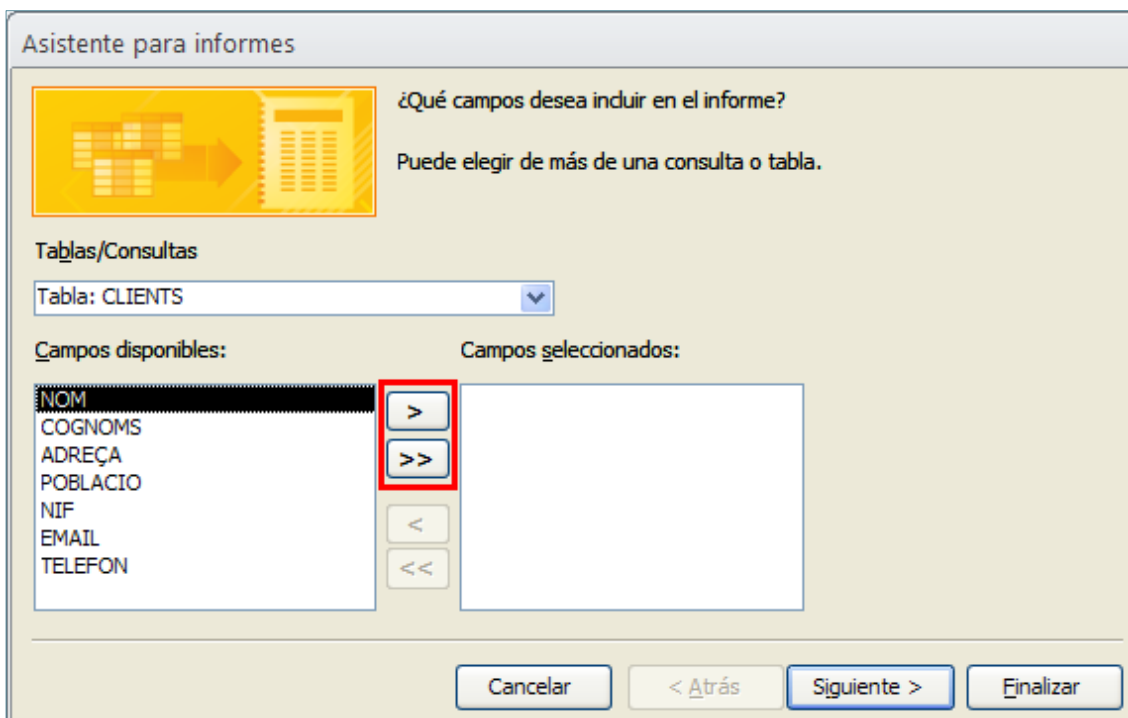 Asistente para informes
¿Qué campos desea incluir en el informe?
Puede elegir de más de una consulta o tabla.
Tablas/Consultas
Tabla: CLIENTS
Campos disponibles:
Campos seleccionados:
NOM
COGNOMS
ADREÇA
POBLACIO
NIF
EMAIL
TELEFON
>
>>
<
<<
Cancelar
< Atrás
Siguiente >
Finalizar